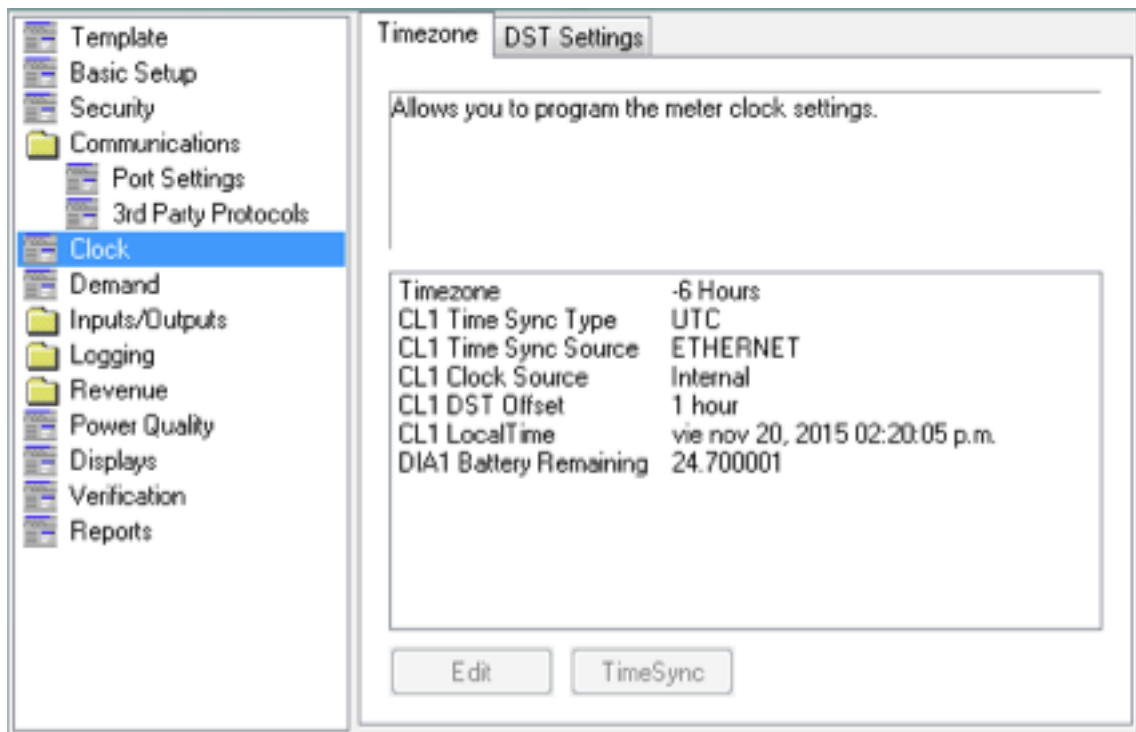 Template
Basic Setup
Security
Communications
Port Settings
3rd Party Protocols
Clock
Demand
Inputs/Outputs
Logging
Revenue
Power Quality
Displays
Verification
Reports
Timezone DST Settings
Allows you to program the meter clock settings.
Timezone -6 Hours
CL1 Time Sync Type UTC
CL1 Time Sync Source ETHERNET
CL1 Clock Source Internal
CL1 DST Offset 1 hour
CL1 LocalTime vie nov 20, 2015 02:20:05 p.m.
DIA1 Battery Remaining 24.700001
Edit TimeSync